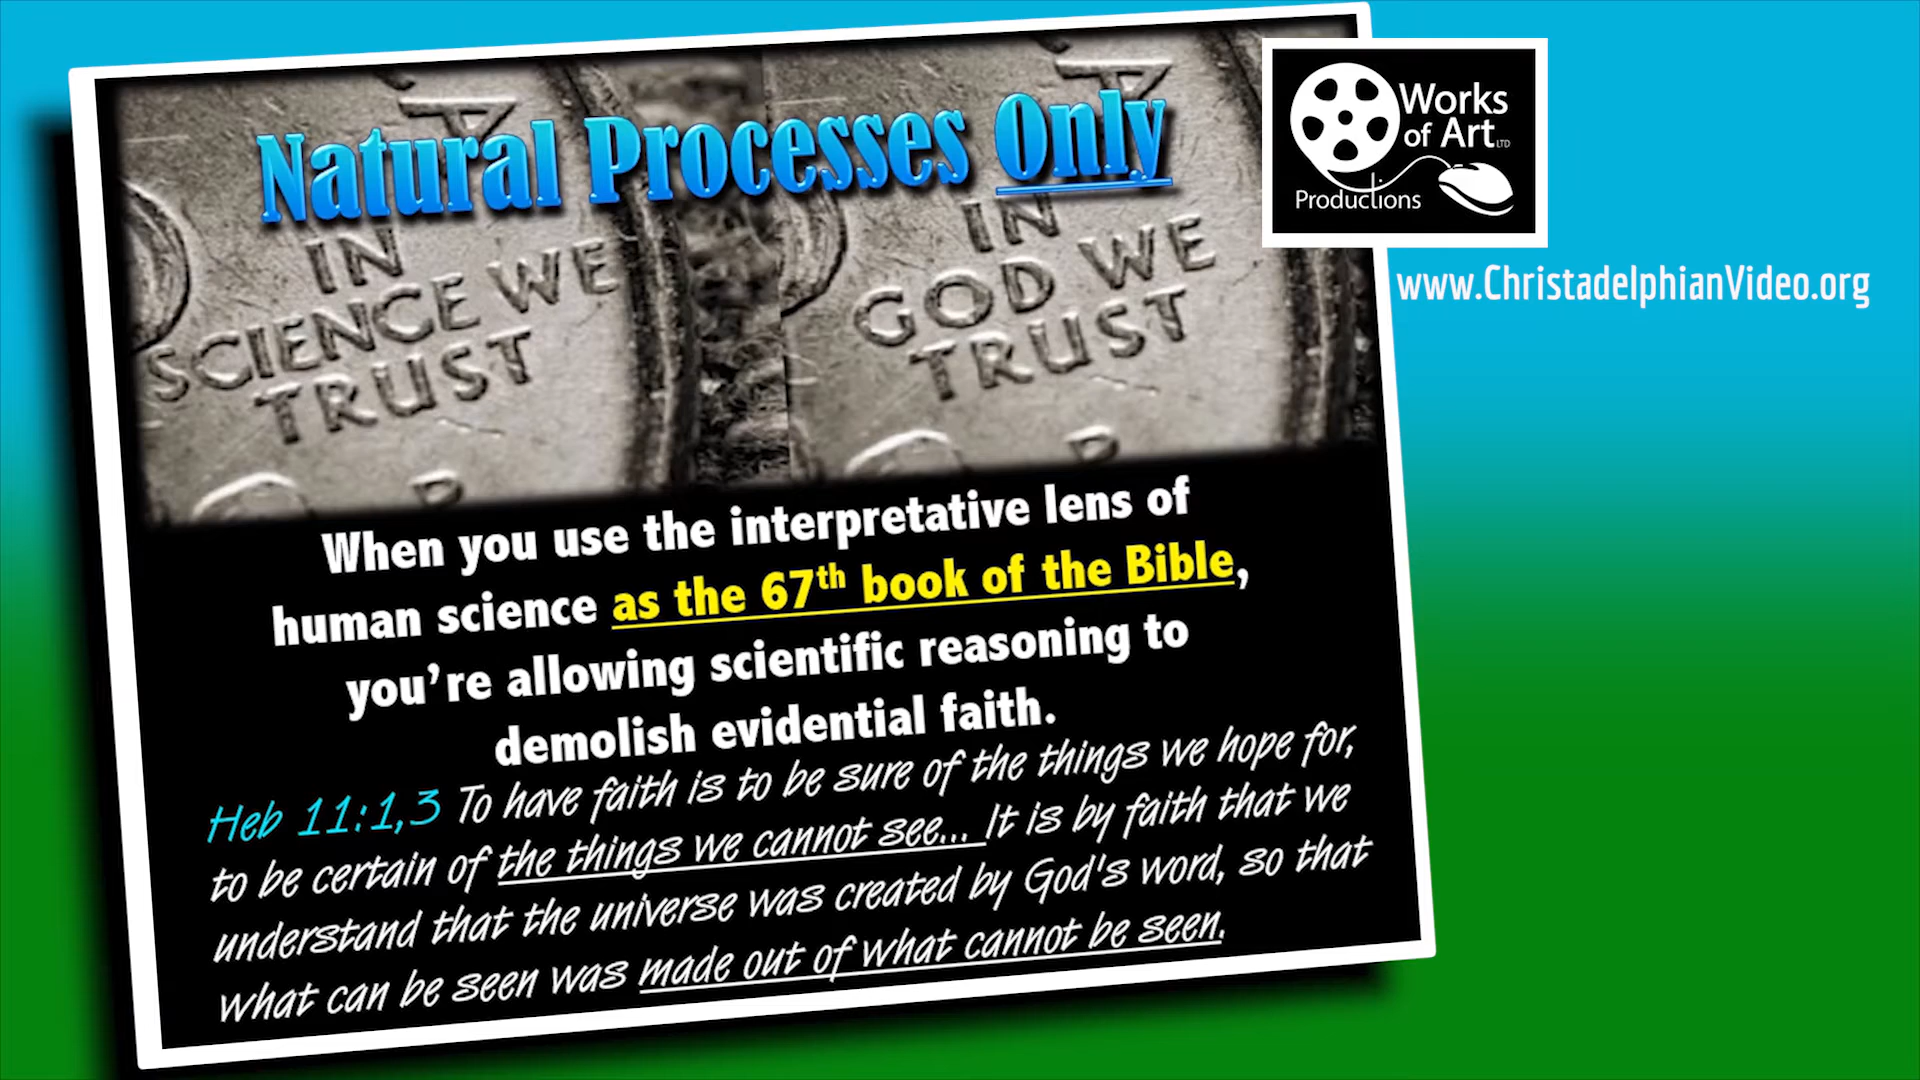 Natural Processes Only
IN
SCIENCE WE
TRUST
IN
GOD WE
TRUST
When you use the interpretative lens of
human science as the 67th book of the Bible,
you're allowing scientific reasoning to
demolish evidential faith.
Heb 11:1,3 To have faith is to be sure of the things we hope for,
to be certain of the things we cannot see... It is by faith that we
understand that the universe was created by God's word, so that
what can be seen was made out of what cannot be seen.
Works
of Art LTD
Productions
www.ChristadelphianVideo.org